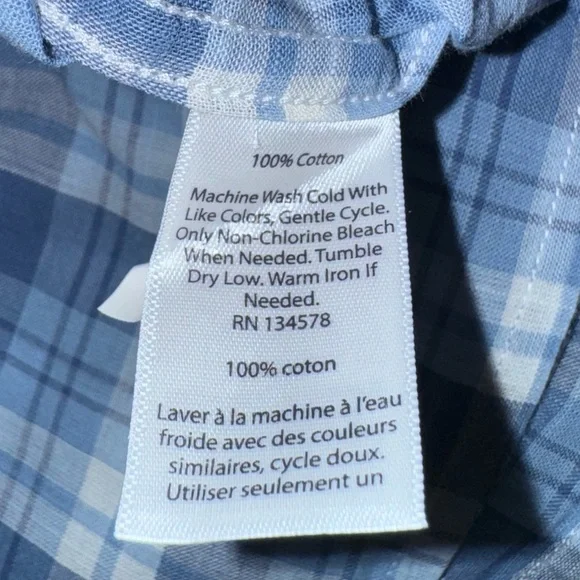 100% Cotton
Machine Wash Cold With
Like Colors, Gentle Cycle.
Only Non-Chlorine Bleach
When Needed. Tumble
Dry Low. Warm Iron If
Needed.
RN 134578
100% coton
Laver à la machine à l'eau
froide avec des couleurs
similaires, cycle doux.
Utiliser seulement un